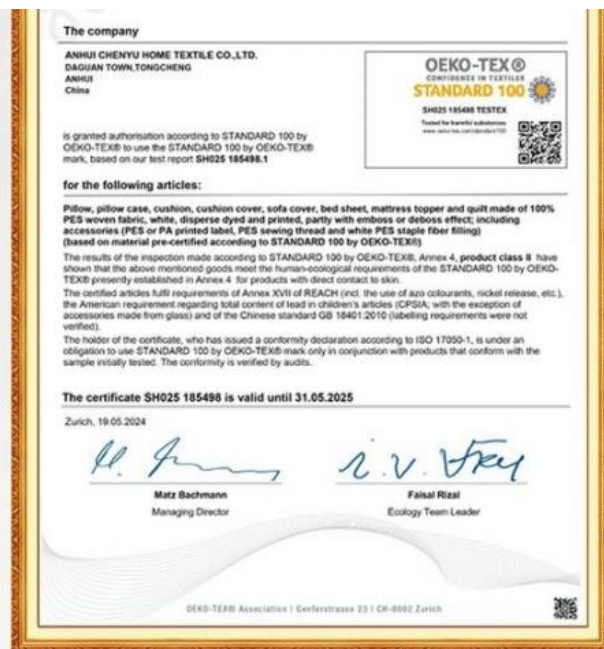 The company
ANHUI CHENYU HOME TEXTILE CO.,LTD.
DAGUAN TOWN,TONGCHENG
ANHUI
China
OEKO-TEX®
CONFIDENCE IN TEXTILES
STANDARD 100
SH025 185498 TESTEX
Tested for harmful substances
www.oeko-tex.com/standard100
is granted authorisation according to STANDARD 100 by
OEKO-TEX® to use the STANDARD 100 by OEKO-TEX®
mark, based on our test report SH025 185498.1
for the following articles:
Pillow, pillow case, cushion, cushion cover, sofa cover, bed sheet, mattress topper and quilt made of 100%
PES woven fabric, white, disperse dyed and printed, partly with emboss or deboss effect; including
accessories (PES or PA printed label, PES sewing thread and white PES staple fiber filling)
(based on material pre-certified according to STANDARD 100 by OEKO-TEX®)
The results of the inspection made according to STANDARD 100 by OEKO-TEX®, Annex 4, product class II have
shown that the above mentioned goods meet the human-ecological requirements of the STANDARD 100 by OEKO-
TEX® presently established in Annex 4 for products with direct contact to skin.
The certified articles fulfil requirements of Annex XVII of REACH (incl. the use of azo colourants, nickel release, etc.),
the American requirement regarding total content of lead in children's articles (CPSIA; with the exception of
accessories made from glass) and of the Chinese standard GB 18401:2010 (labelling requirements were not
verified).
The holder of the certificate, who has issued a conformity declaration according to ISO 17050-1, is under an
obligation to use STANDARD 100 by OEKO-TEX® mark only in conjunction with products that conform with the
sample initially tested. The conformity is verified by audits.
The certificate SH025 185498 is valid until 31.05.2025
Zurich, 19.05.2024
Matz Bachmann
Managing Director
Faisal Rizal
Ecology Team Leader
OEKO-TEX® Association | Genferstrasse 23 | CH-8002 Zurich